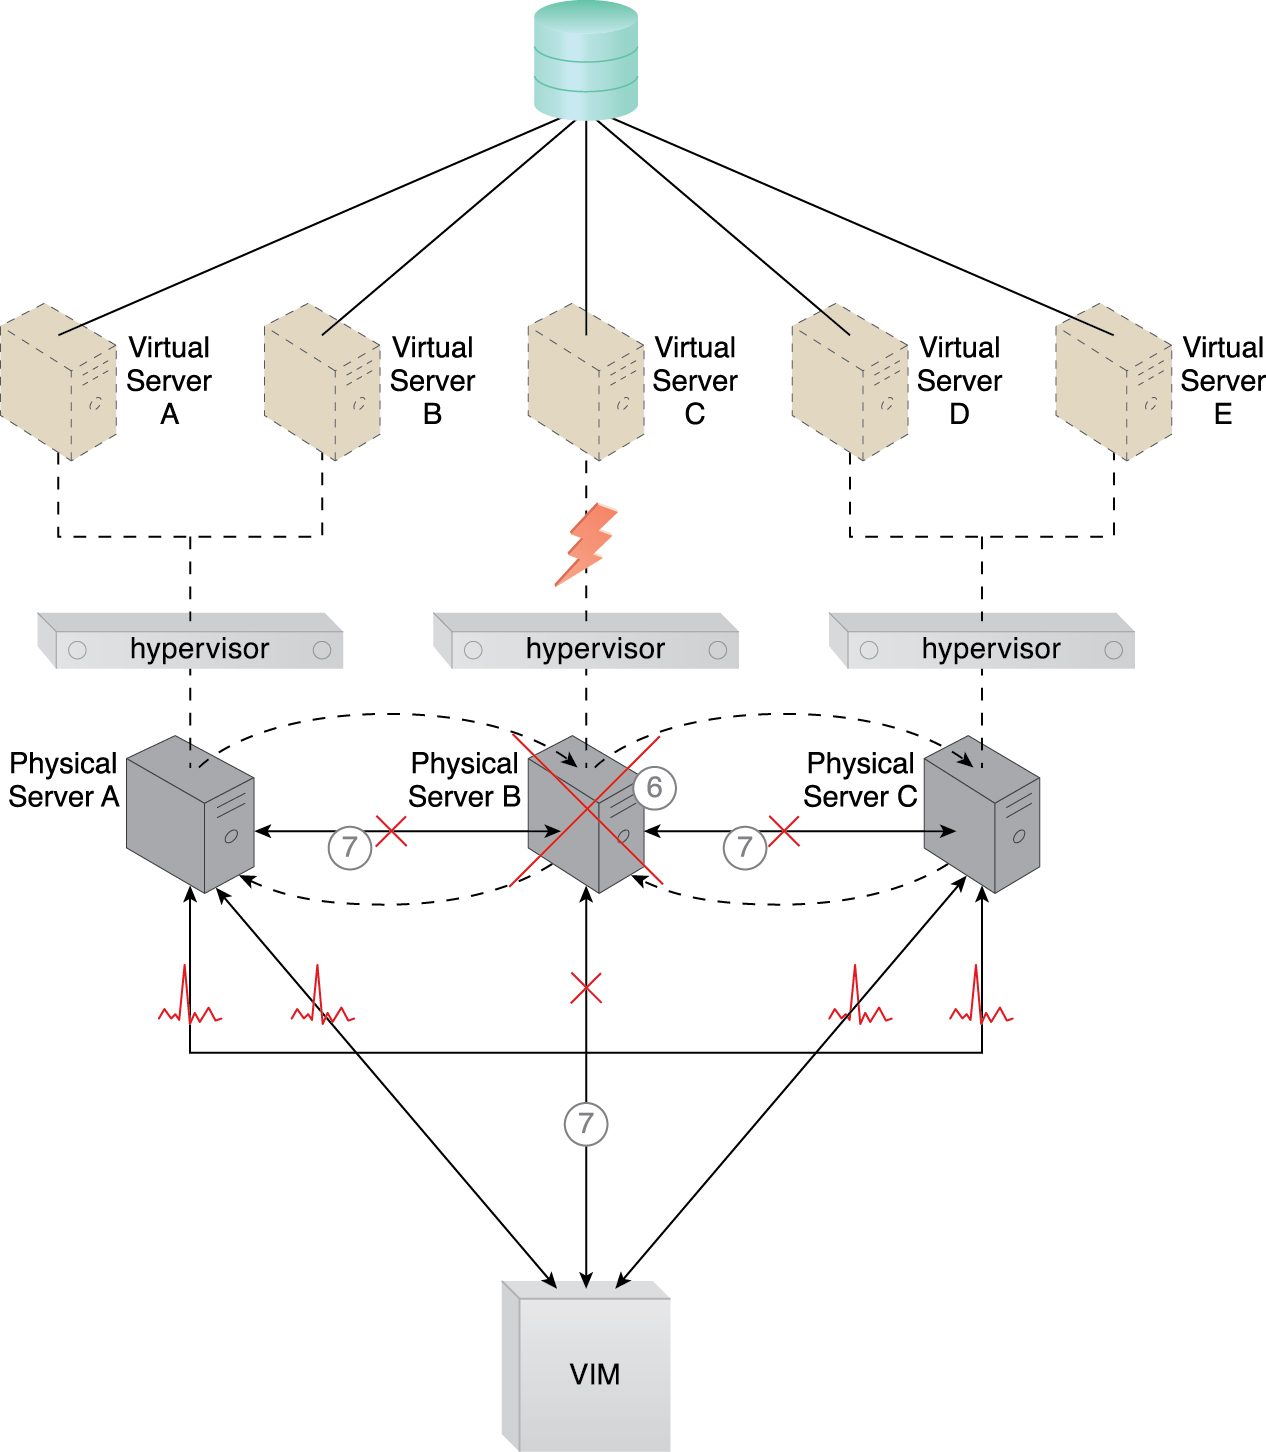 Virtual
Server
A
Virtual
Server
B
Virtual
Server
C
Virtual
Server
D
Virtual
Server
E
hypervisor
hypervisor
hypervisor
Physical
Server A
Physical
Server B
6
Physical
Server C
7
7
7
VIM